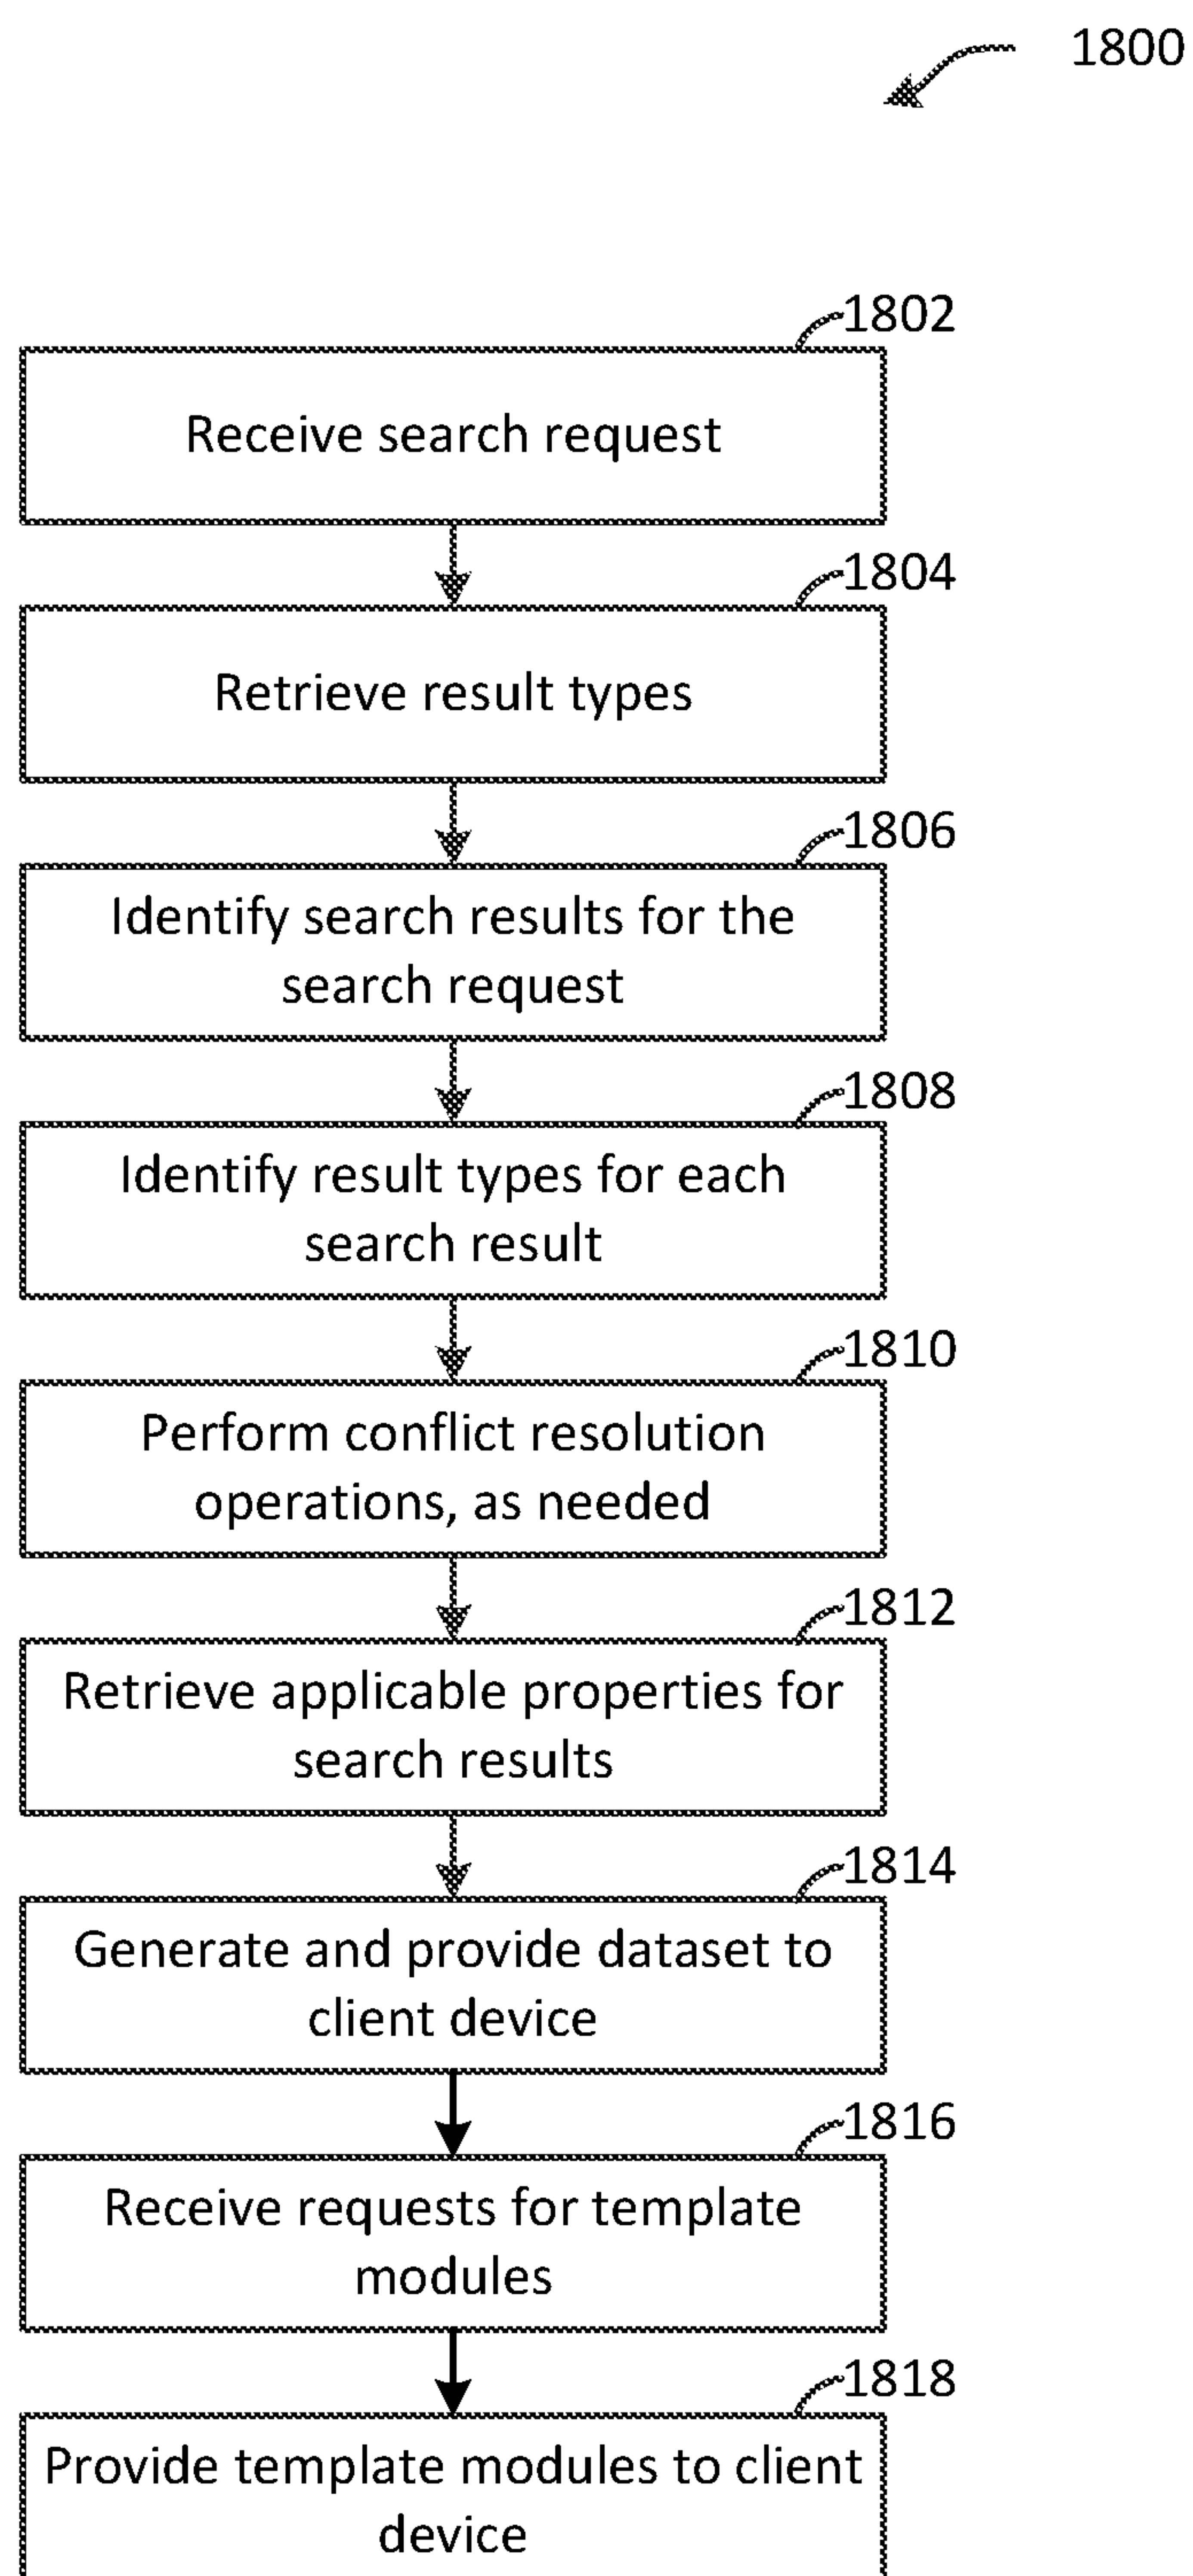 1800
1802
Receive search request
1804
Retrieve result types
1806
Identify search results for the
search request
1808
Identify result types for each
search result
1810
Perform conflict resolution
operations, as needed
1812
Retrieve applicable properties for
search results
1814
Generate and provide dataset to
client device
1816
Receive requests for template
modules
1818
Provide template modules to client
device